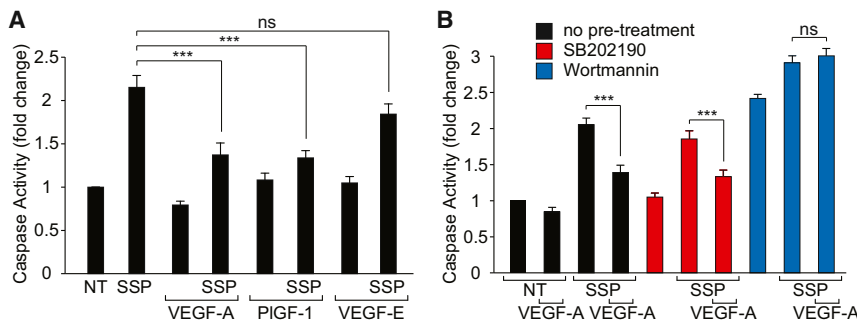 A
Caspase Activity (fold change)
2.5
2
1.5
1
0.5
0
ns
***
***
NT SSP SSP SSP SSP
VEGF-A PlGF-1 VEGF-E
B
no pre-treatment
SB202190
Wortmannin
Caspase Activity (fold change)
3
2.5
2
1.5
1
0.5
0
***
***
ns
NT SSP SSP SSP
VEGF-A VEGF-A VEGF-A VEGF-A